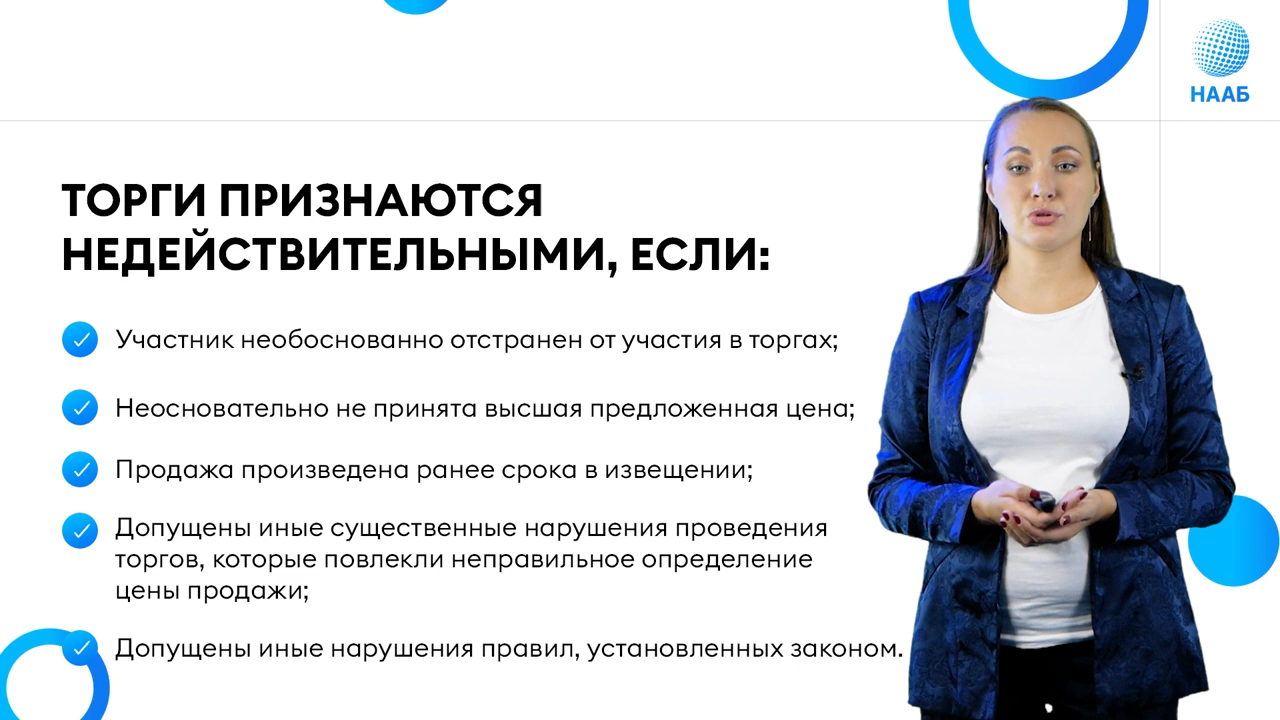 НААБ
ТОРГИ ПРИЗНАЮТСЯ
НЕДЕЙСТВИТЕЛЬНЫМИ, ЕСЛИ:
Участник необоснованно отстранен от участия в торгах;
Неосновательно не принята высшая предложенная цена;
Продажа произведена ранее срока в извещении;
Допущены иные существенные нарушения проведения
торгов, которые повлекли неправильное определение
цены продажи;
Допущены иные нарушения правил, установленных законом.